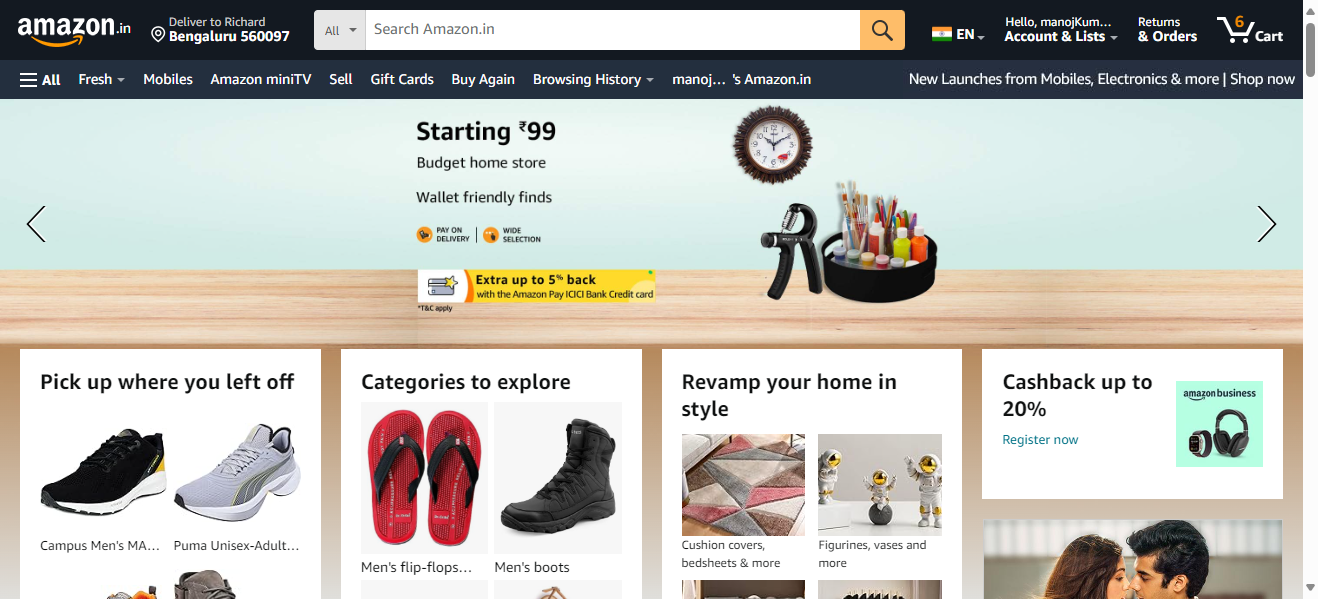 amazon.in
Deliver to Richard
Bengaluru 560097
All
Search Amazon.in
EN
Hello, manojKum...
Account & Lists
Returns
& Orders
6
Cart
All
Fresh
Mobiles
Amazon miniTV
Sell
Gift Cards
Buy Again
Browsing History
manoj... 's Amazon.in
New Launches from Mobiles, Electronics & more | Shop now
Starting ₹99
Budget home store
Wallet friendly finds
PAY ON
DELIVERY
WIDE
SELECTION
Extra up to 5% back
with the Amazon Pay ICICI Bank Credit card
*T&C apply
Pick up where you left off
Campus Men's MA...
Puma Unisex-Adult...
Categories to explore
Men's flip-flops...
Men's boots
Revamp your home in
style
Cushion covers,
bedsheets & more
Figurines, vases and
more
Cashback up to
20%
Register now
amazon business